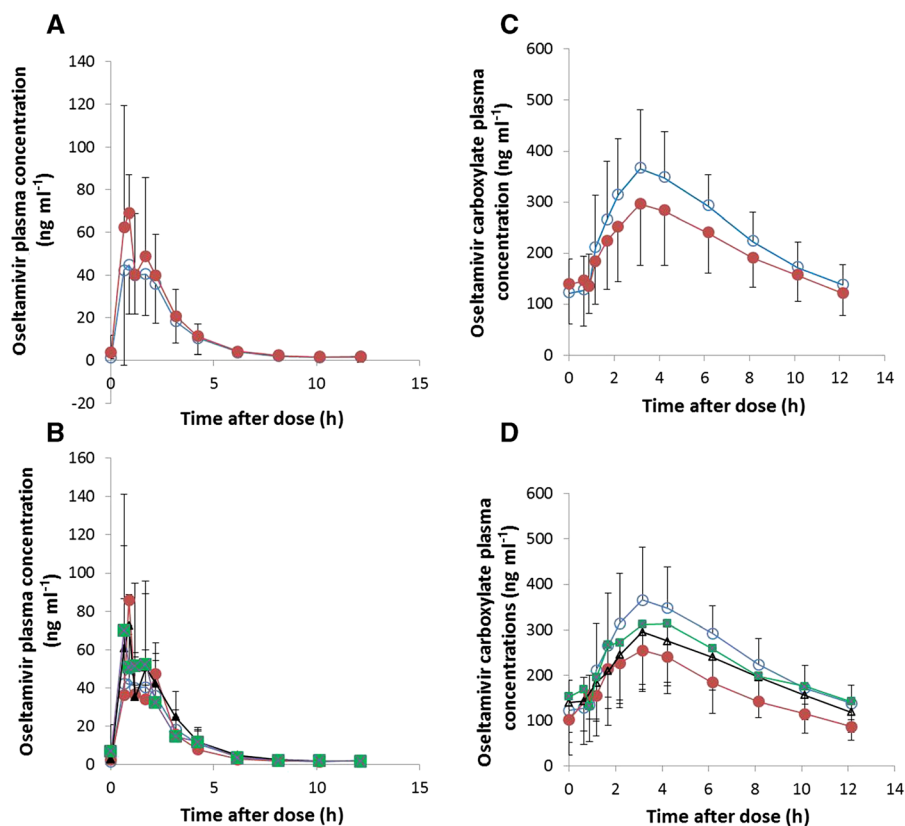 A
Oseltamivir plasma concentration
(ng ml-1)
160
140
120
100
80
60
40
20
0
-20
0 5 10 15
Time after dose (h)
C
Oseltamivir carboxylate plasma
concentration (ng ml-1)
600
500
400
300
200
100
0
0 2 4 6 8 10 12 14
Time after dose (h)
B
Oseltamivir plasma concentration
(ng ml-1)
160
140
120
100
80
60
40
20
0
0 5 10 15
Time after dose (h)
D
Oseltamivir carboxylate plasma
concentrations (ng ml-1)
600
500
400
300
200
100
0
0 2 4 6 8 10 12 14
Time after dose (h)